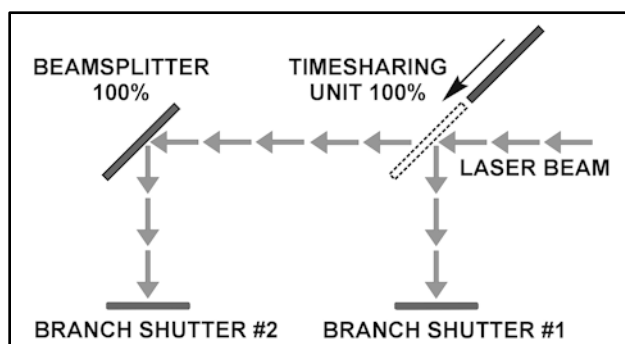 BEAMSPLITTER
100%
TIMESHARING
UNIT 100%
LASER BEAM
BRANCH SHUTTER #2
BRANCH SHUTTER #1